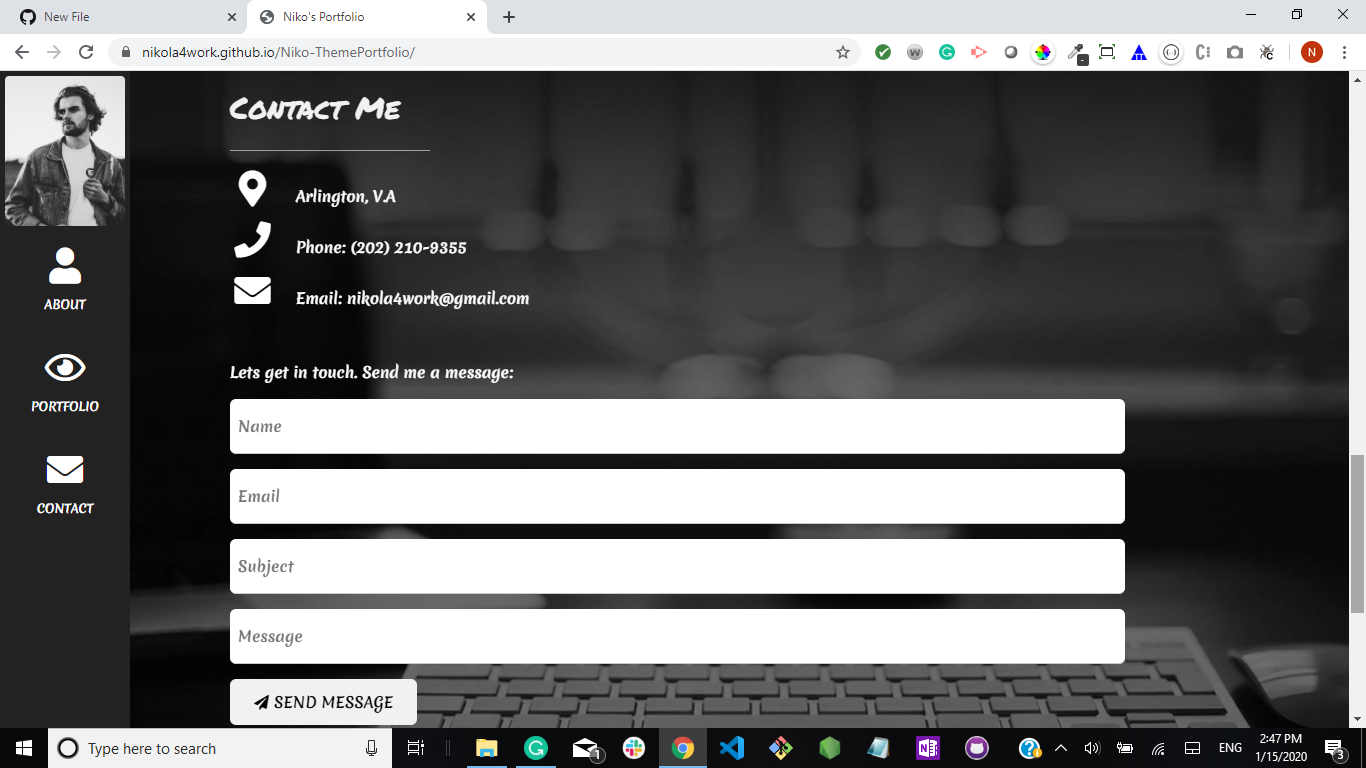 New File
Niko's Portfolio
nikola4work.github.io/Niko-ThemePortfolio/
N
Contact Me
Arlington, V.A
Phone: (202) 210-9355
Email: nikola4work@gmail.com
ABOUT
PORTFOLIO
CONTACT
Lets get in touch. Send me a message:
Name
Email
Subject
Message
SEND MESSAGE
Type here to search
1
ENG
2:47 PM
1/15/2020
3